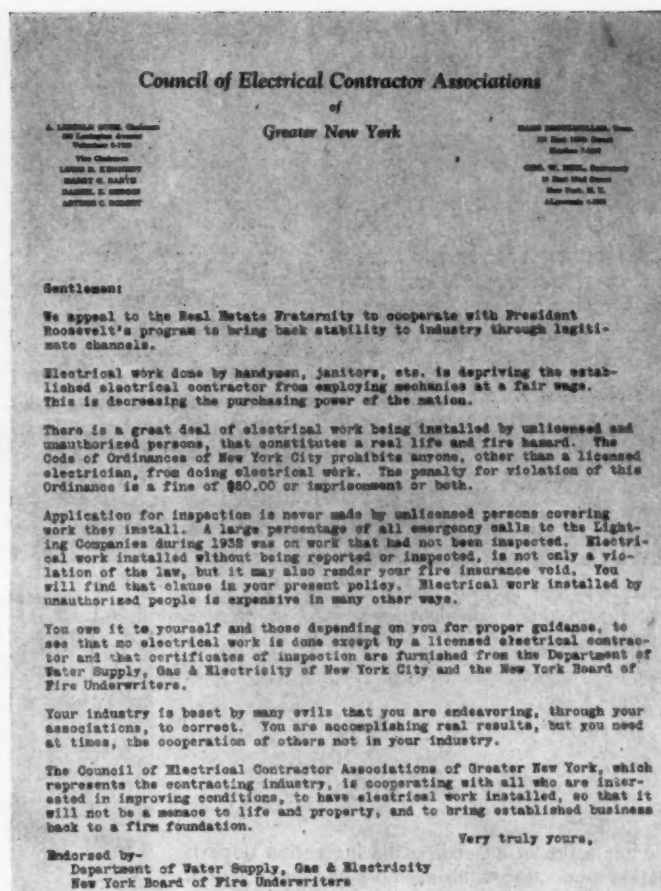 Council of Electrical Contractor Associations
of
Greater New York
Chairman
Lexington Avenue
Vice Chairmen
New York, N. Y.
Gentlemen:
We appeal to the Real Estate Fraternity to cooperate with President
Roosevelt's program to bring back stability to industry through legiti-
mate channels.
Electrical work done by handymen, janitors, etc. is depriving the estab-
lished electrical contractor from employing mechanics at a fair wage.
This is decreasing the purchasing power of the nation.
There is a great deal of electrical work being installed by unlicensed and
unauthorized persons, that constitutes a real life and fire hazard. The
Code of Ordinances of New York City prohibits anyone, other than a licensed
electrician, from doing electrical work. The penalty for violation of this
Ordinance is a fine of $50.00 or imprisonment or both.
Application for inspection is never made by unlicensed persons covering
work they install. A large percentage of all emergency calls to the Light-
ing Companies during 1932 was on work that had not been inspected. Electri-
cal work installed without being reported or inspected, is not only a vio-
lation of the law, but it may also render your fire insurance void. You
will find that clause in your present policy. Electrical work installed by
unauthorized people is expensive in many other ways.
You owe it to yourself and those depending on you for proper guidance, to
see that no electrical work is done except by a licensed electrical contrac-
tor and that certificates of inspection are furnished from the Department of
Water Supply, Gas & Electricity of New York City and the New York Board of
Fire Underwriters.
Your industry is beset by many evils that you are endeavoring, through your
associations, to correct. You are accomplishing real results, but you need
at times, the cooperation of others not in your industry.
The Council of Electrical Contractor Associations of Greater New York, which
represents the contracting industry, is cooperating with all who are inter-
ested in improving conditions, to have electrical work installed, so that it
will not be a menace to life and property, and to bring established business
back to a firm foundation.
Very truly yours,
Endorsed by-
Department of Water Supply, Gas & Electricity
New York Board of Fire Underwriters